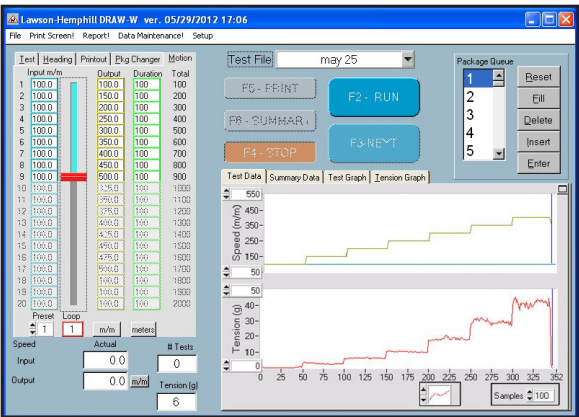 Lawson-Hemphill DRAW-W ver. 05/29/2012 17:06
File Print Screen! Report! Data Maintenance! Setup
Test Heading Printout Pkg Changer Motion
Input m/m Output Duration Total
1 100.0 100.0 100 100
2 100.0 150.0 100 200
3 100.0 200.0 100 300
4 100.0 250.0 100 400
5 100.0 300.0 100 500
6 100.0 350.0 100 600
7 100.0 400.0 100 700
8 100.0 450.0 100 800
9 100.0 500.0 100 900
10 100.0 325.0 100 1000
11 100.0 350.0 100 1100
12 100.0 375.0 100 1200
13 100.0 400.0 100 1300
14 100.0 425.0 100 1400
15 100.0 450.0 100 1500
16 100.0 475.0 100 1600
17 100.0 500.0 100 1700
18 100.0 100.0 100 1800
19 100.0 100.0 100 1900
20 100.0 100.0 100 2000
Preset Loop
1 1 m/m meters
Speed Actual # Tests
Input 0.0 0
Output 0.0 m/m Tension (g)
6
Test File may 25
F5 - PRINT
F2 - RUN
F6 - SUMMARY
F3-NEXT
F4 - STOP
Package Queue
1
2
3
4
5
Reset
Fill
Delete
Insert
Enter
Test Data Summary Data Test Graph Tension Graph
Speed (m/m)
550
450
350
250
150
50
Tension (g)
50
40
30
20
10
0
0 25 50 75 100 125 150 175 200 225 250 275 300 325 352
Samples 100